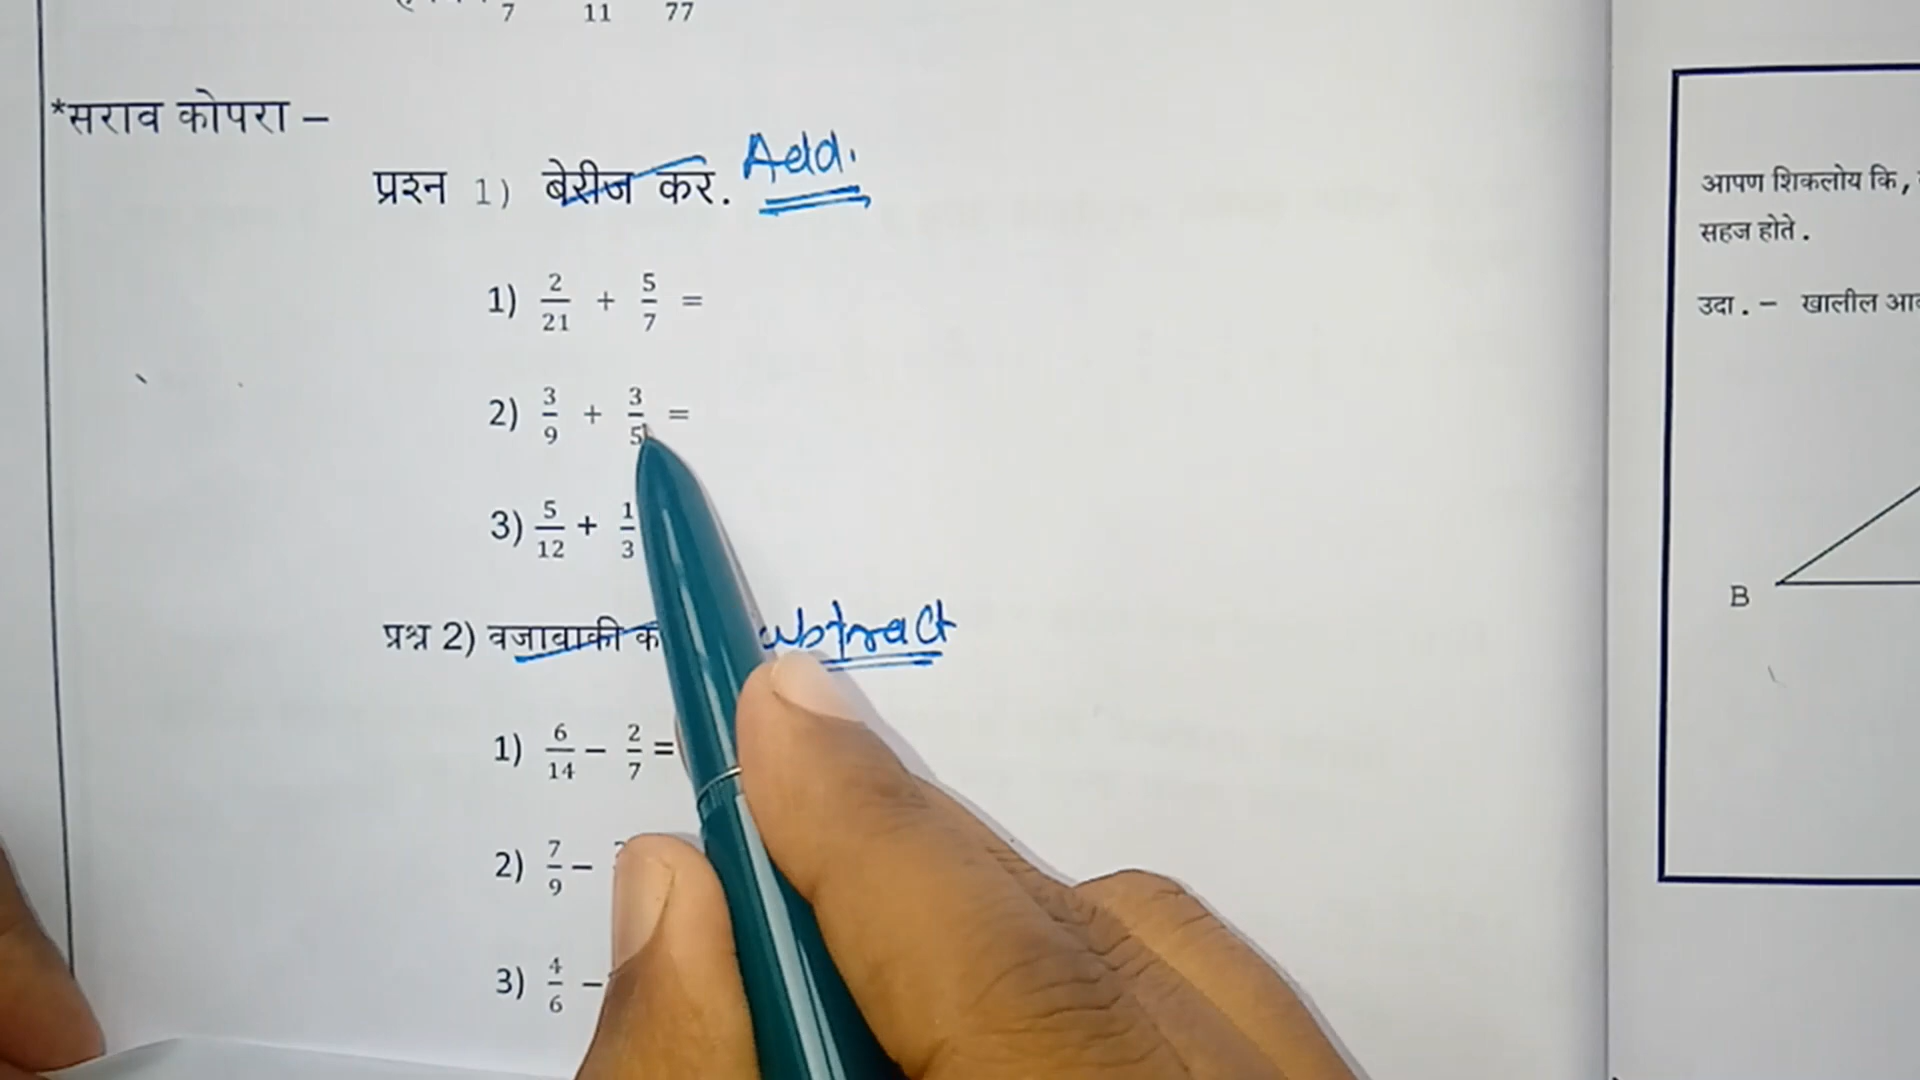 7 11 77
*सराव कोपरा –
प्रश्न 1) बेरीज कर. Add.
1) 2/21 + 5/7 =
2) 3/9 + 3/5 =
3) 5/12 + 1/3
प्रश्न 2) वजावाकी क ubtract
1) 6/14 – 2/7 =
2) 7/9 –
3) 4/6 –
आपण शिकलोय कि,
सहज होते.
उदा. – खालील
B